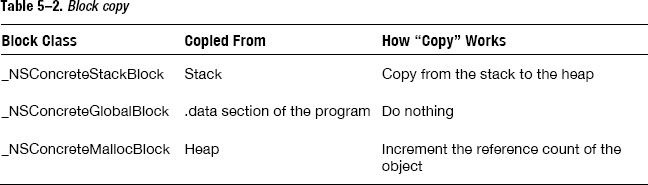 Table 5–2. Block copy
Block Class Copied From How “Copy” Works
_NSConcreteStackBlock Stack Copy from the stack to the heap
_NSConcreteGlobalBlock .data section of the program Do nothing
_NSConcreteMallocBlock Heap Increment the reference count of the
object